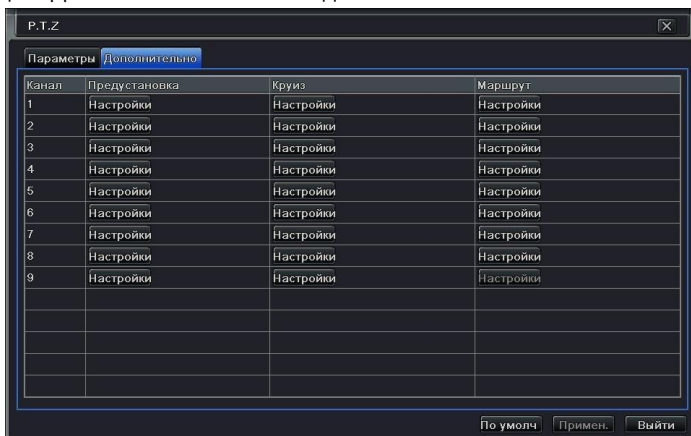 P.T.Z
Параметры Дополнительно
Канал Предустановка Круиз Маршрут
1 Настройки Настройки Настройки
2 Настройки Настройки Настройки
3 Настройки Настройки Настройки
4 Настройки Настройки Настройки
5 Настройки Настройки Настройки
6 Настройки Настройки Настройки
7 Настройки Настройки Настройки
8 Настройки Настройки Настройки
9 Настройки Настройки Настройки
По умолч Примен. Выйти